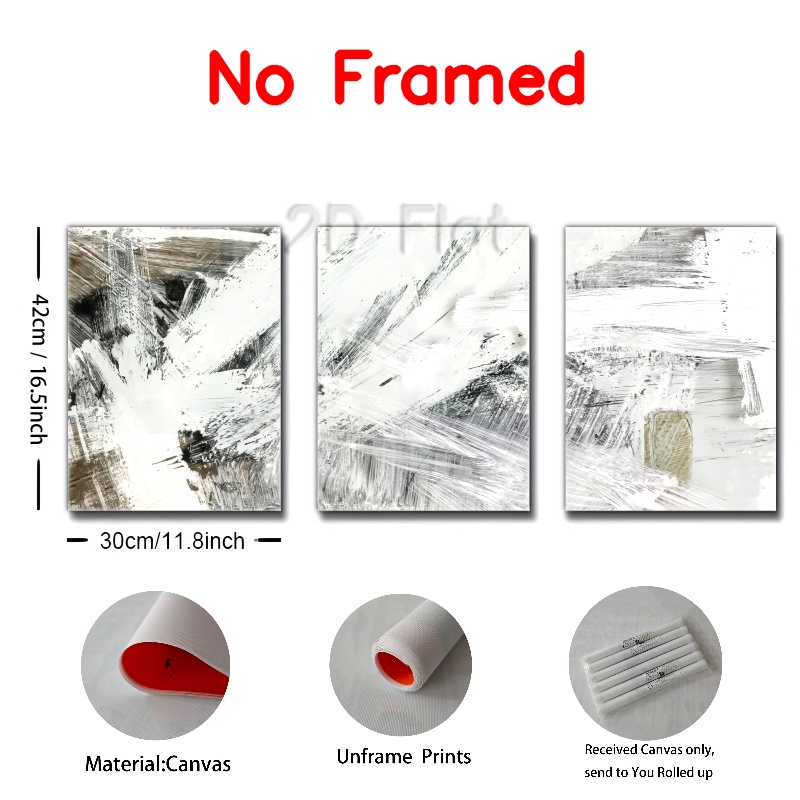 No Framed
2D Flat
42cm / 16.5inch
30cm/11.8inch
Material:Canvas
Unframe Prints
Received Canvas only,
send to You Rolled up